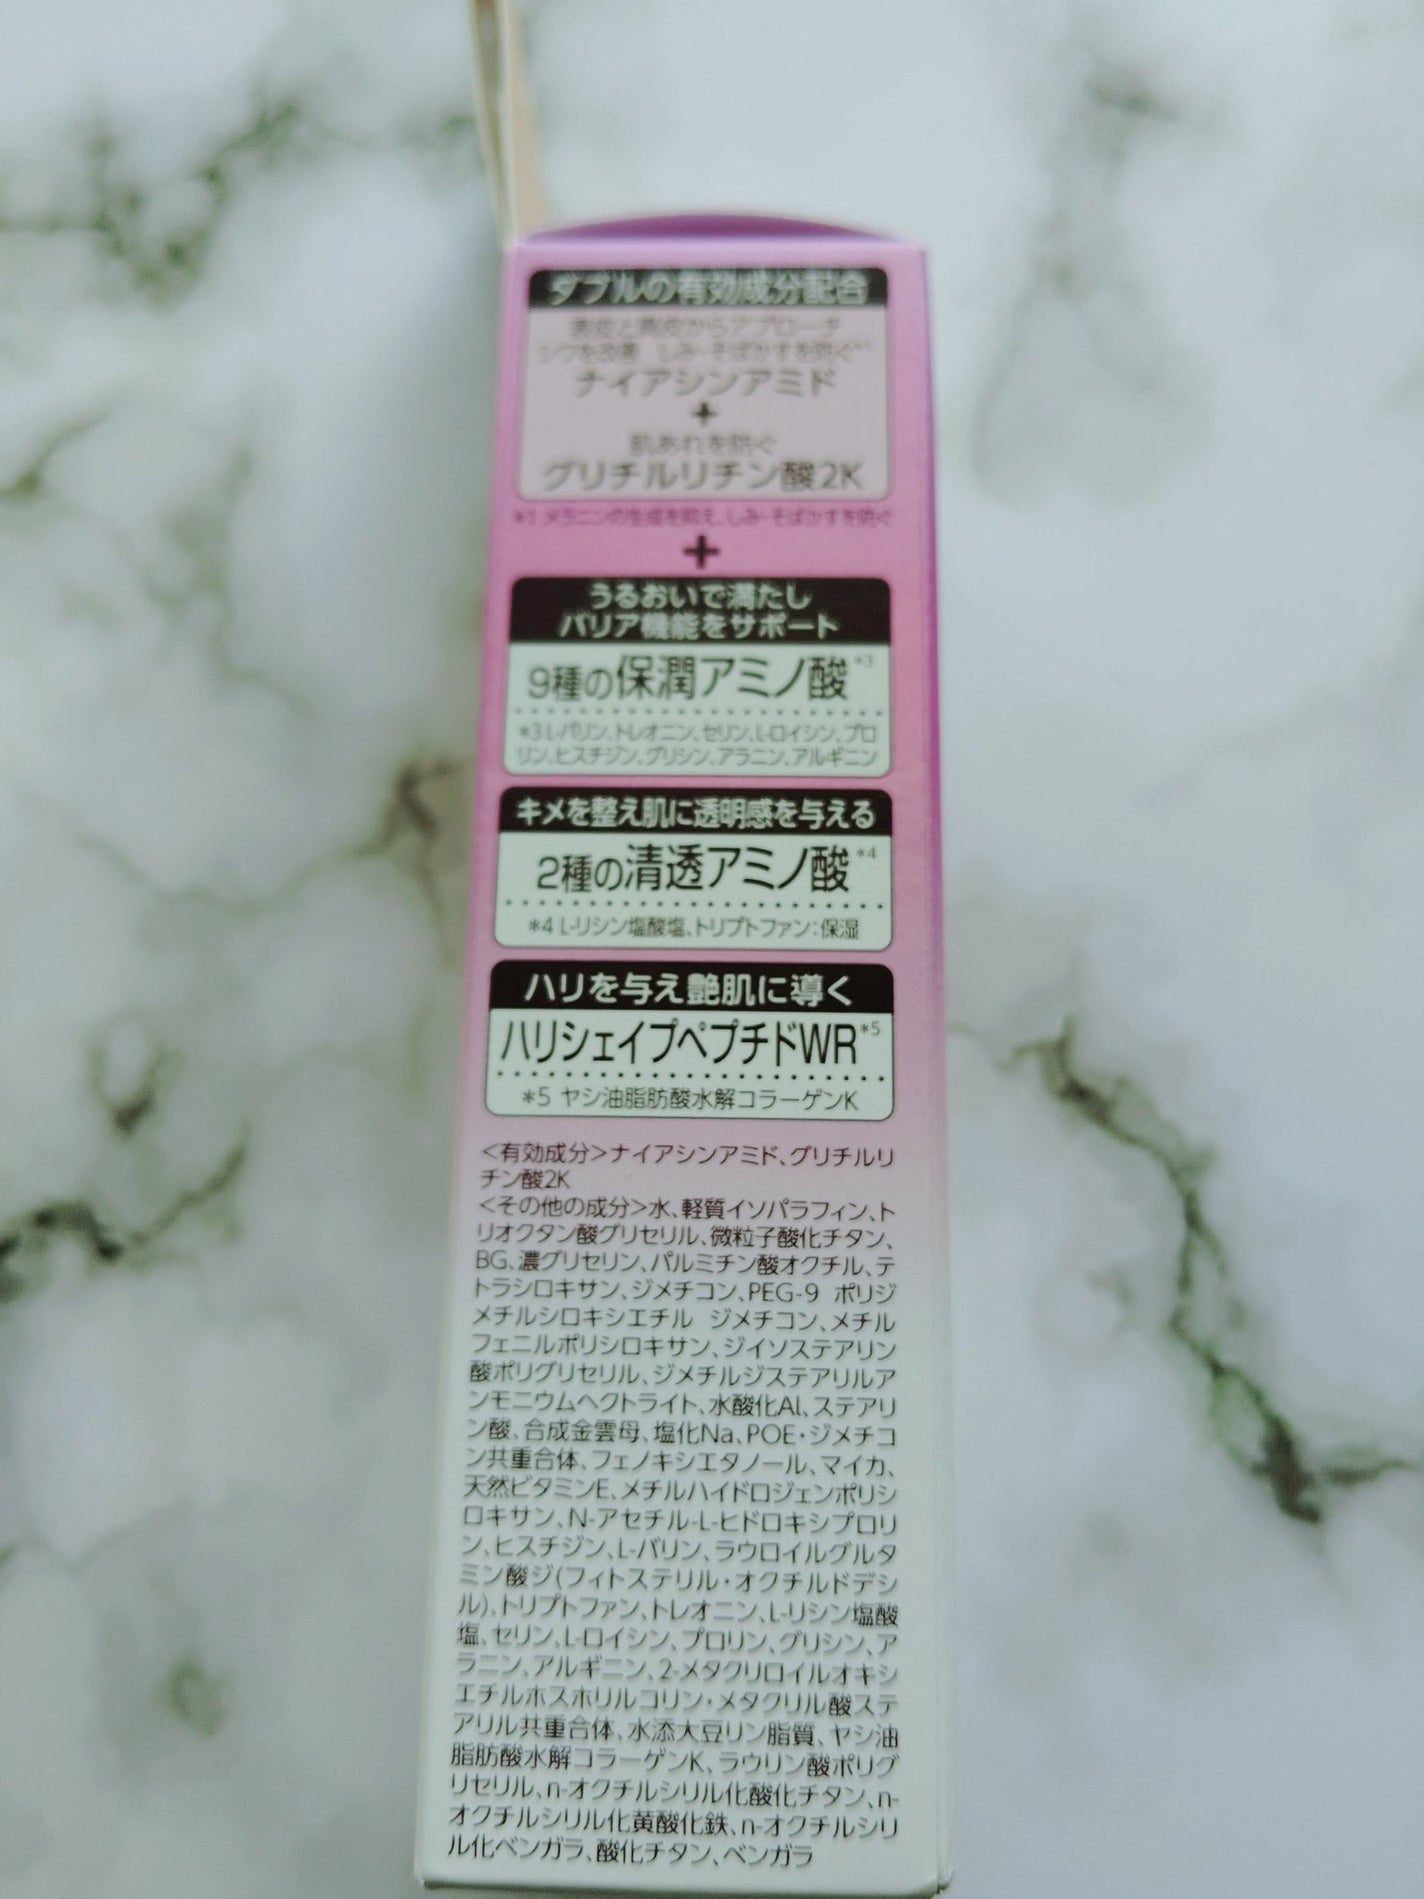 ダブルの有効成分配合
表皮と真皮からアプローチ
シワを改善 しみ・そばかすを防ぐ*1
ナイアシンアミド
+
肌あれを防ぐ
グリチルリチン酸2K
*1 メラニンの生成を抑え、しみ・そばかすを防ぐ
+
うるおいで満たし
バリア機能をサポート
9種の保潤アミノ酸*3
*3 L-バリン、トレオニン、セリン、L-ロイシン、プロ
リン、ヒスチジン、グリシン、アラニン、アルギニン
キメを整え肌に透明感を与える
2種の清透アミノ酸*4
*4 L-リシン塩酸塩、トリプトファン:保湿
ハリを与え艶肌に導く
ハリシェイプペプチドWR*5
*5 ヤシ油脂肪酸水解コラーゲンK
<有効成分>ナイアシンアミド、グリチルリ
チン酸2K
<その他の成分>水、軽質イソパラフィン、ト
リオクタン酸グリセリル、微粒子酸化チタン、
BG、濃グリセリン、パルミチン酸オクチル、テ
トラシロキサン、ジメチコン、PEG-9 ポリジ
メチルシロキシエチル ジメチコン、メチル
フェニルポリシロキサン、ジイソステアリン
酸ポリグリセリル、ジメチルジステアリルア
ンモニウムヘクトライト、水酸化Al、ステアリ
ン酸、合成金雲母、塩化Na、POE・ジメチコ
ン共重合体、フェノキシエタノール、マイカ、
天然ビタミンE、メチルハイドロジェンポリシ
ロキサン、N-アセチル-L-ヒドロキシプロリ
ン、ヒスチジン、L-バリン、ラウロイルグルタ
ミン酸ジ(フィトステリル・オクチルドデシ
ル)、トリプトファン、トレオニン、L-リシン塩酸
塩、セリン、L-ロイシン、プロリン、グリシン、ア
ラニン、アルギニン、2-メタクリロイルオキシ
エチルホスホリルコリン・メタクリル酸ステ
アリル共重合体、水添大豆リン脂質、ヤシ油
脂肪酸水解コラーゲンK、ラウリン酸ポリグ
リセリル、n-オクチルシリル化酸化チタン、n-
オクチルシリル化黄酸化鉄、n-オクチルシリ
ル化ベンガラ、酸化チタン、ベンガラ